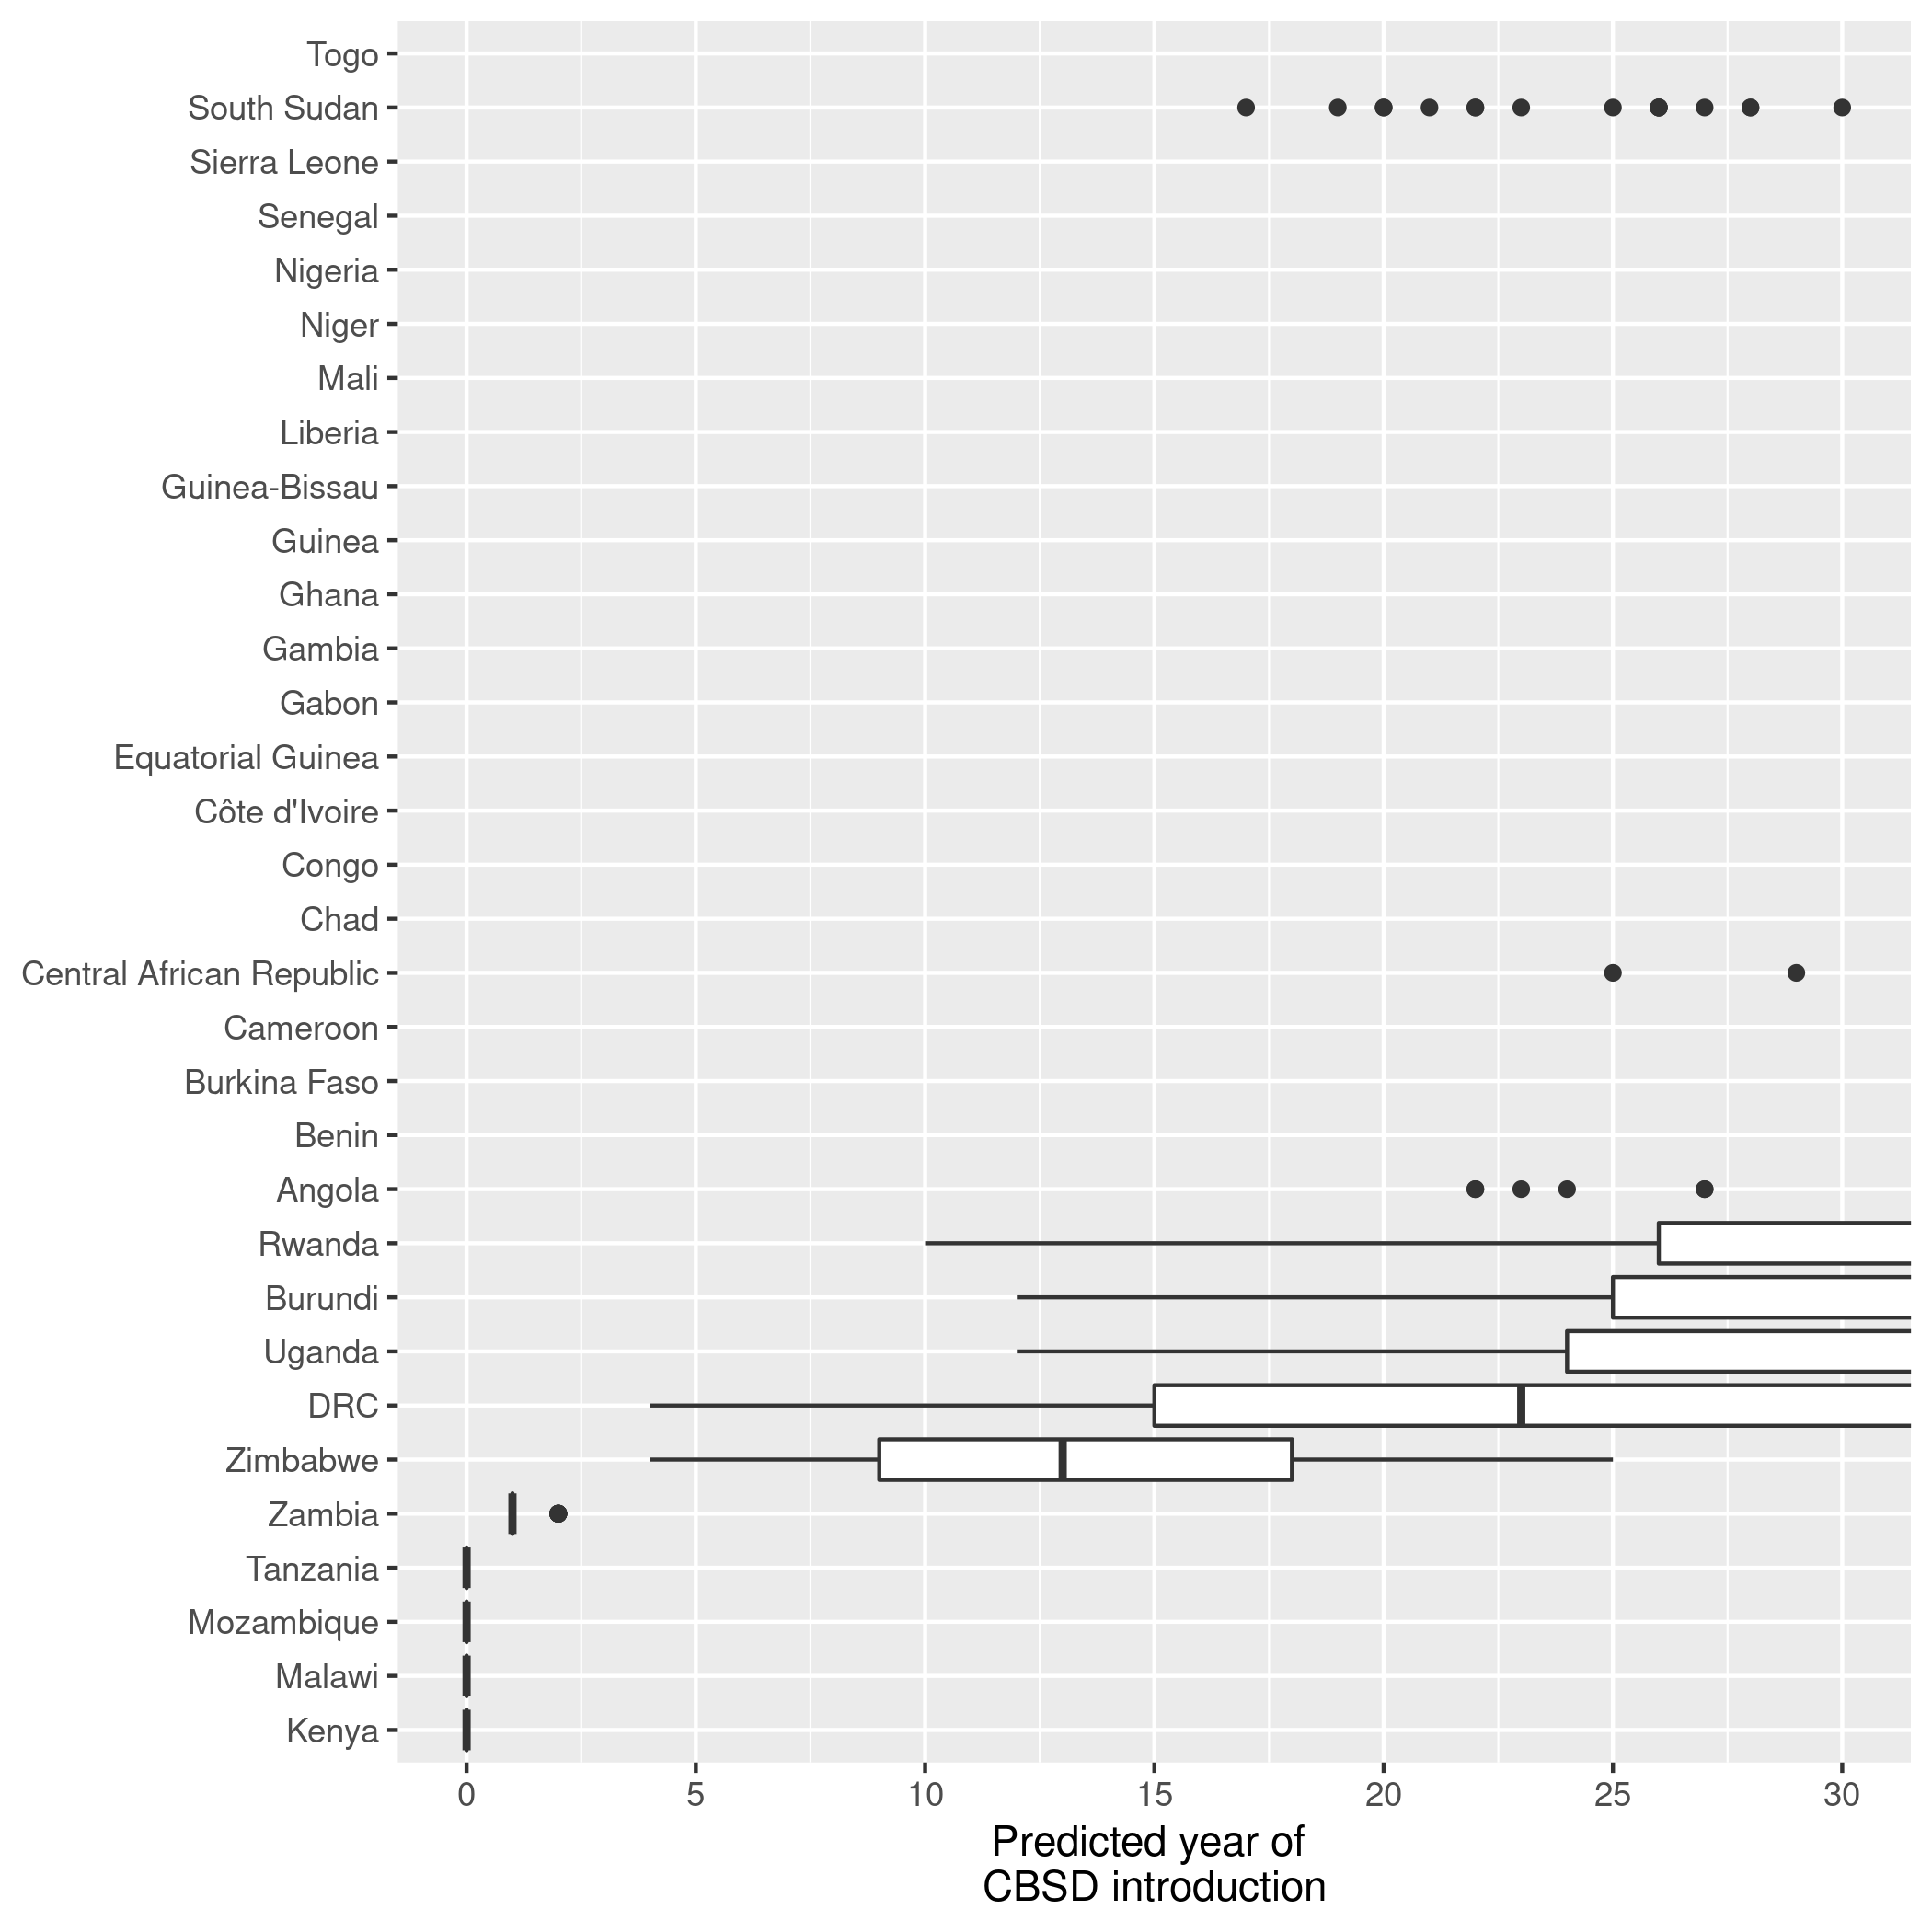 Togo
South Sudan
Sierra Leone
Senegal
Nigeria
Niger
Mali
Liberia
Guinea-Bissau
Guinea
Ghana
Gambia
Gabon
Equatorial Guinea
Côte d'Ivoire
Congo
Chad
Central African Republic
Cameroon
Burkina Faso
Benin
Angola
Rwanda
Burundi
Uganda
DRC
Zimbabwe
Zambia
Tanzania
Mozambique
Malawi
Kenya
0 5 10 15 20 25 30
Predicted year of
CBSD introduction